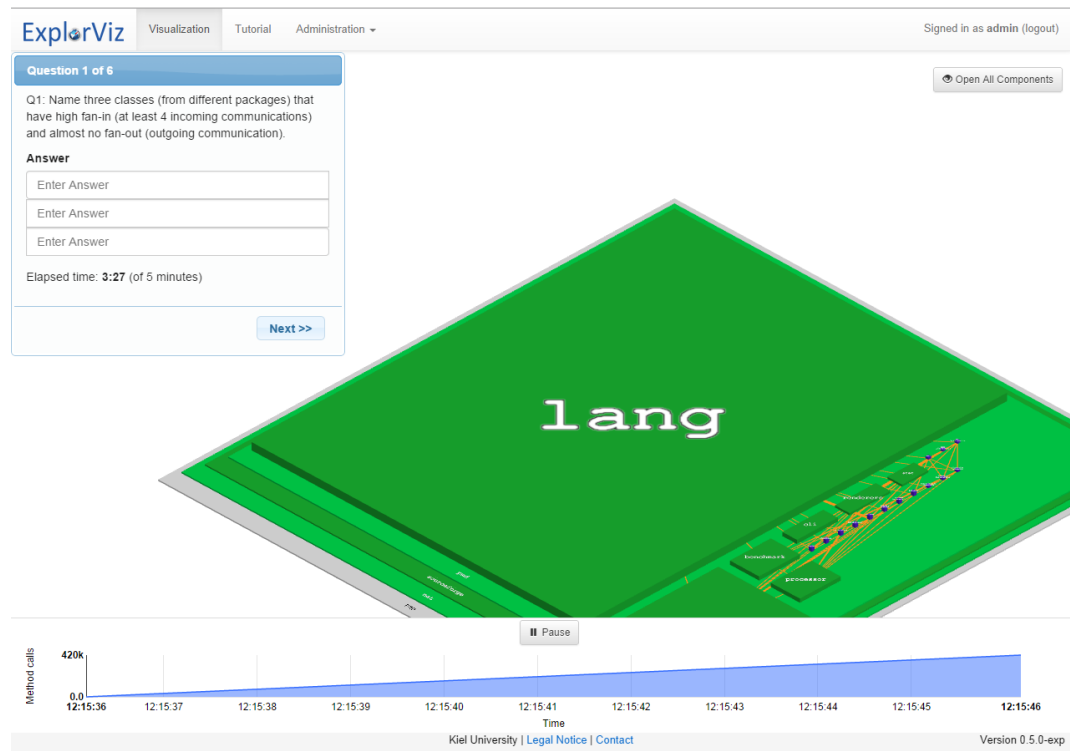 ExplorViz
Visualization
Tutorial
Administration
Signed in as admin (logout)
Question 1 of 6
Open All Components
Q1: Name three classes (from different packages) that
have high fan-in (at least 4 incoming communications)
and almost no fan-out (outgoing communication).
Answer
Enter Answer
Enter Answer
Enter Answer
Elapsed time: 3:27 (of 5 minutes)
Next >>
lang
cli
benchmark
processor
pmd
sourceforge
net
Pause
Method calls
420k
0.0
12:15:36
12:15:37
12:15:38
12:15:39
12:15:40
12:15:41
12:15:42
12:15:43
12:15:44
12:15:45
12:15:46
Time
Kiel University | Legal Notice | Contact
Version 0.5.0-exp